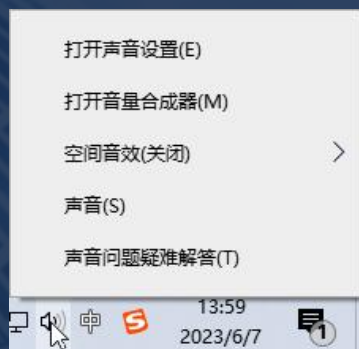 打开声音设置(E)
打开音量合成器(M)
空间音效(关闭)
声音(S)
声音问题疑难解答(T)
中
S
13:59
2023/6/7
1